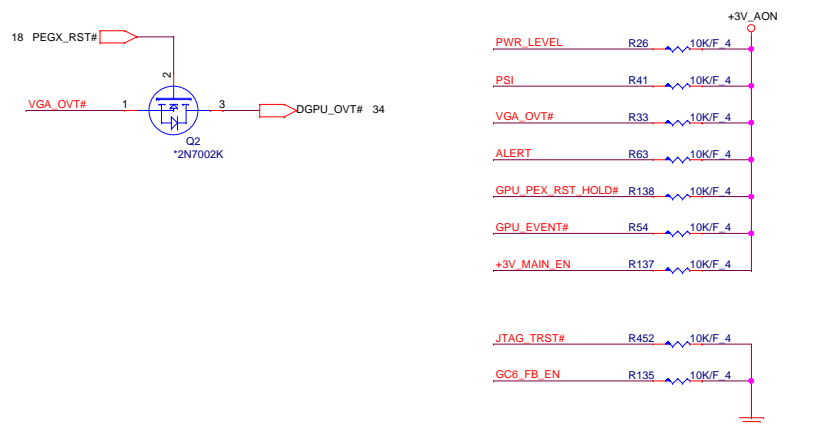 18 PEGX_RST#
2
VGA_OVT# 1 3 DGPU_OVT# 34
Q2
*2N7002K
+3V_AON
PWR_LEVEL R26 10K/F_4
PSI R41 10K/F_4
VGA_OVT# R33 10K/F_4
ALERT R63 10K/F_4
GPU_PEX_RST_HOLD# R138 10K/F_4
GPU_EVENT# R54 10K/F_4
+3V_MAIN_EN R137 10K/F_4
JTAG_TRST# R452 10K/F_4
GC6_FB_EN R135 10K/F_4